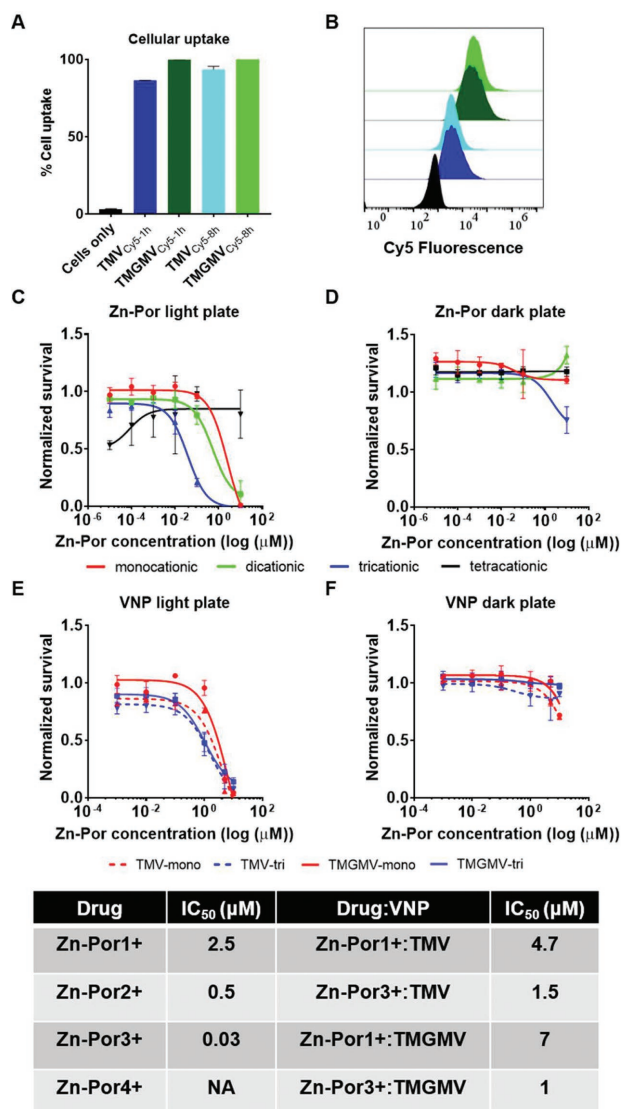 A
Cellular uptake
% Cell uptake
100
50
0
Cells only
TMVCy5-1h
TMGMVCy5-1h
TMVCy5-8h
TMGMVCy5-8h
B
10^0 10^2 10^4 10^6
Cy5 Fluorescence
C
Zn-Por light plate
Normalized survival
1.5
1.0
0.5
0.0
10^-6 10^-4 10^-2 10^0 10^2
Zn-Por concentration (log (μM))
D
Zn-Por dark plate
Normalized survival
1.5
1.0
0.5
0.0
10^-6 10^-4 10^-2 10^0 10^2
Zn-Por concentration (log (μM))
monocationic dicationic tricationic tetracationic
E
VNP light plate
Normalized survival
1.5
1.0
0.5
0.0
10^-4 10^-2 10^0 10^2
Zn-Por concentration (log (μM))
F
VNP dark plate
Normalized survival
1.5
1.0
0.5
0.0
10^-4 10^-2 10^0 10^2
Zn-Por concentration (log (μM))
TMV-mono TMV-tri TMGMV-mono TMGMV-tri
Drug IC50 (μM) Drug:VNP IC50 (μM)
Zn-Por1+ 2.5 Zn-Por1+:TMV 4.7
Zn-Por2+ 0.5 Zn-Por3+:TMV 1.5
Zn-Por3+ 0.03 Zn-Por1+:TMGMV 7
Zn-Por4+ NA Zn-Por3+:TMGMV 1